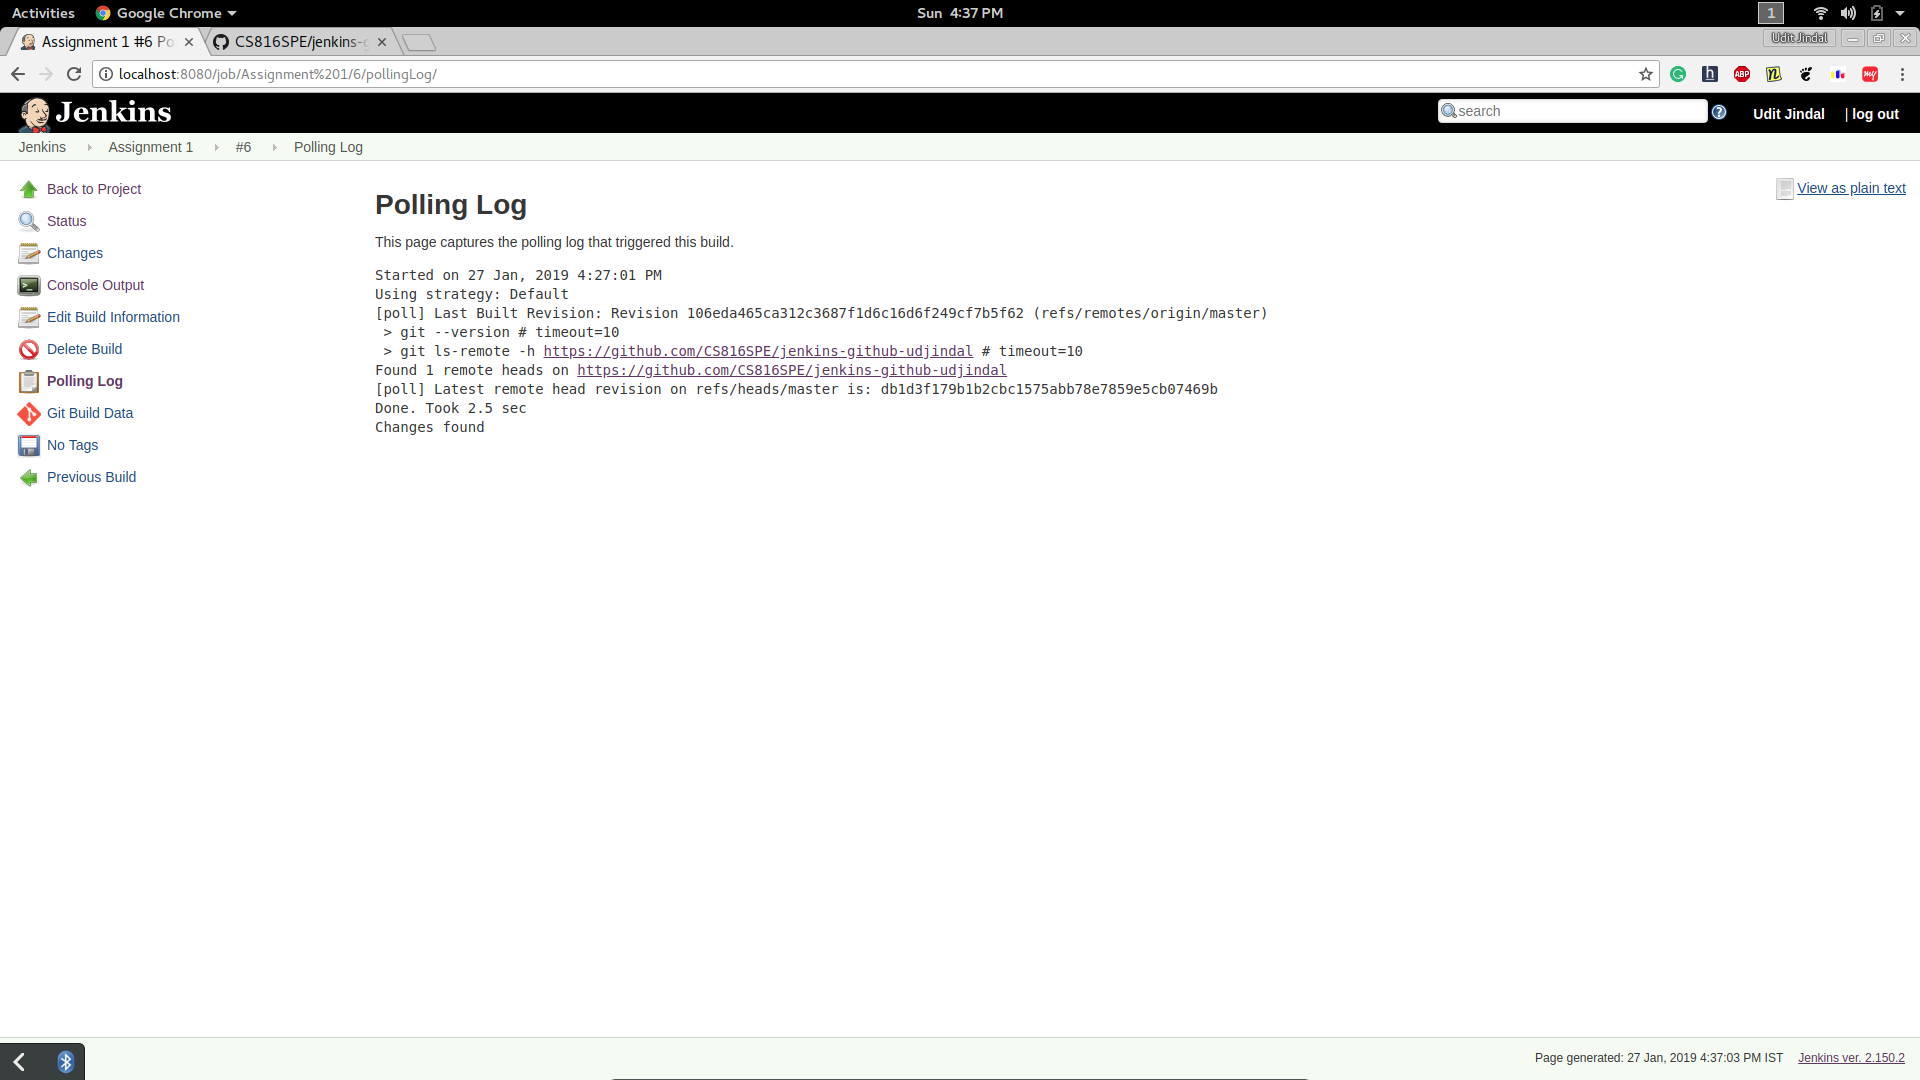 Activities Google Chrome Sun 4:37 PM 1
Assignment 1 #6 Po CS816SPE/jenkins-g Udit Jindal
localhost:8080/job/Assignment%201/6/pollingLog/ h ABP n my
Jenkins search Udit Jindal | log out
Jenkins Assignment 1 #6 Polling Log
Back to Project
Status
Changes
Console Output
Edit Build Information
Delete Build
Polling Log
Git Build Data
No Tags
Previous Build
View as plain text
Polling Log
This page captures the polling log that triggered this build.
Started on 27 Jan, 2019 4:27:01 PM
Using strategy: Default
[poll] Last Built Revision: Revision 106eda465ca312c3687f1d6c16d6f249cf7b5f62 (refs/remotes/origin/master)
> git --version # timeout=10
> git ls-remote -h https://github.com/CS816SPE/jenkins-github-udjindal # timeout=10
Found 1 remote heads on https://github.com/CS816SPE/jenkins-github-udjindal
[poll] Latest remote head revision on refs/heads/master is: db1d3f179b1b2cbc1575abb78e7859e5cb07469b
Done. Took 2.5 sec
Changes found
Page generated: 27 Jan, 2019 4:37:03 PM IST Jenkins ver. 2.150.2